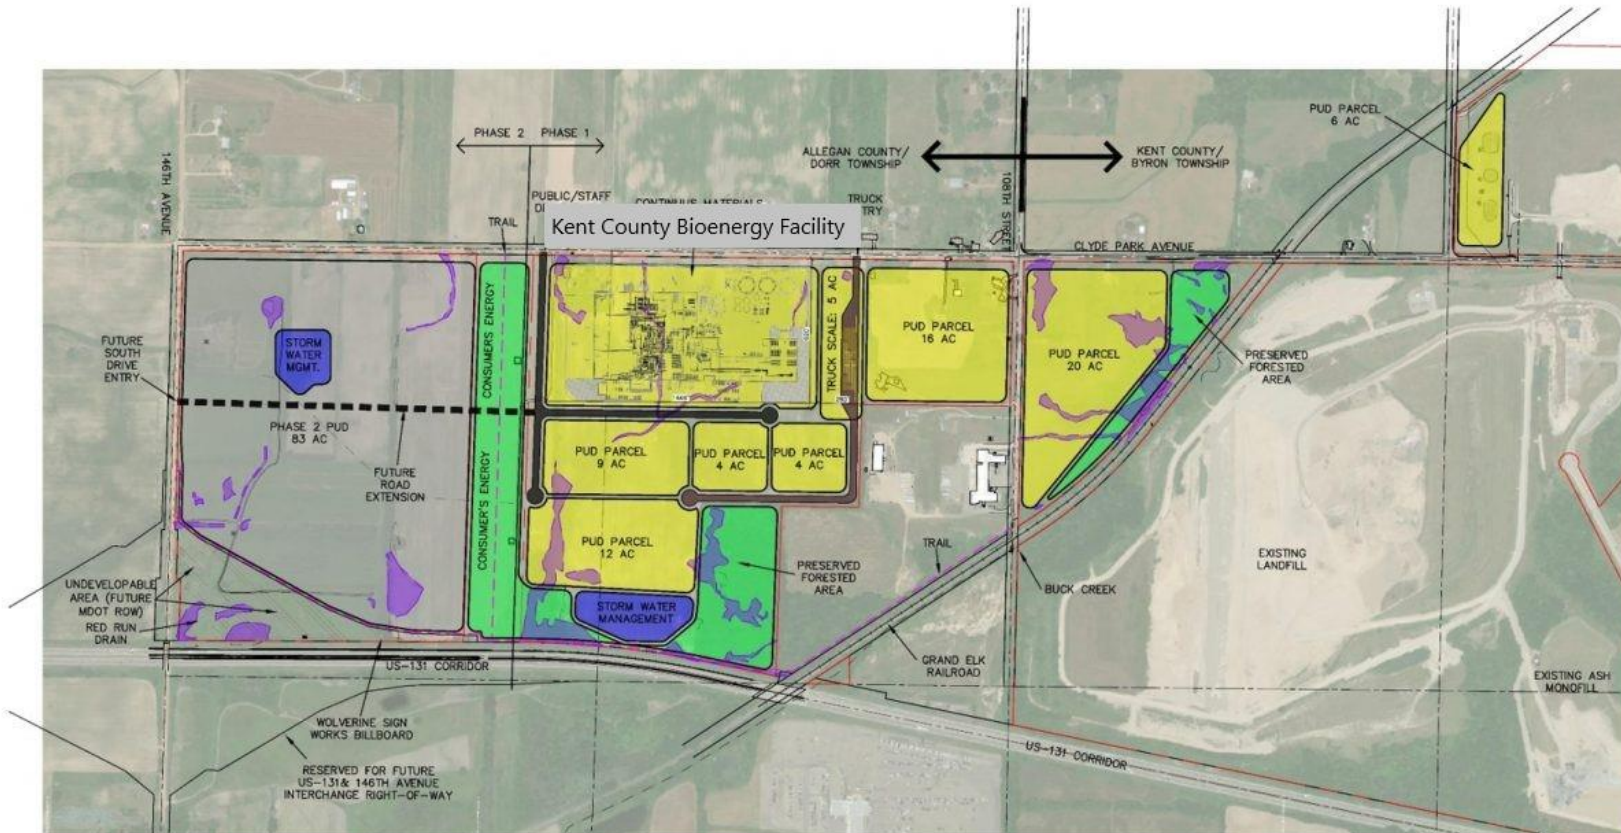 PUD PARCEL
6 AC
PHASE 2
PHASE 1
ALLEGAN COUNTY/
DORR TOWNSHIP
KENT COUNTY/
BYRON TOWNSHIP
146TH AVENUE
108TH STREET
PUBLIC/STAFF
TRUCK
TRAIL
Kent County Bioenergy Facility
CLYDE PARK AVENUE
CONSUMERS ENERGY
TRUCK SCALE: 5 AC
STORM
WATER
MGMT.
PUD PARCEL
16 AC
PUD PARCEL
20 AC
PRESERVED
FORESTED
AREA
FUTURE
SOUTH
DRIVE
ENTRY
PHASE 2 PUD
83 AC
FUTURE
ROAD
EXTENSION
CONSUMER'S ENERGY
PUD PARCEL
9 AC
PUD PARCEL
4 AC
PUD PARCEL
4 AC
PUD PARCEL
12 AC
PRESERVED
FORESTED
AREA
TRAIL
EXISTING
LANDFILL
BUCK CREEK
UNDEVELOPABLE
AREA (FUTURE
MDOT ROW)
RED RUN
DRAIN
STORM WATER
MANAGEMENT
US-131 CORRIDOR
GRAND ELK
RAILROAD
EXISTING ASH
MONOFILL
WOLVERINE SIGN
WORKS BILLBOARD
US-131 CORRIDOR
RESERVED FOR FUTURE
US-131& 146TH AVENUE
INTERCHANGE RIGHT-OF-WAY